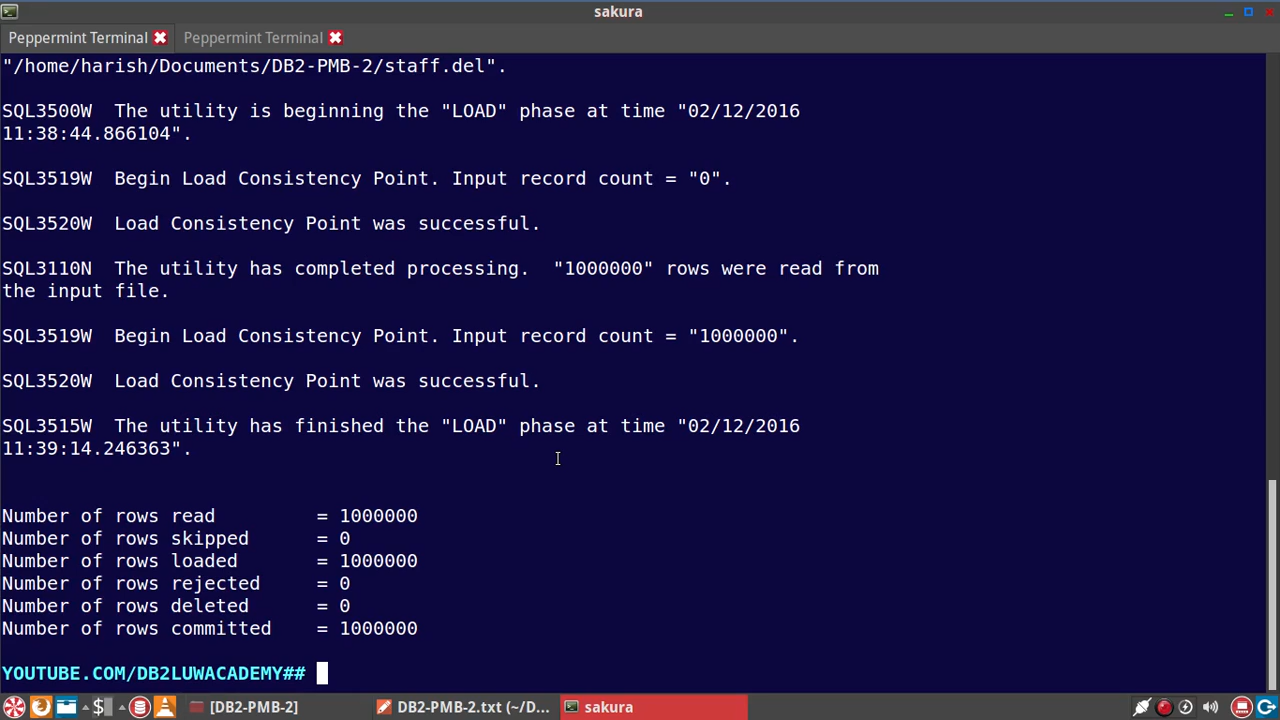 sakura
Peppermint Terminal Peppermint Terminal
"/home/harish/Documents/DB2-PMB-2/staff.del".
SQL3500W  The utility is beginning the "LOAD" phase at time "02/12/2016
11:38:44.866104".
SQL3519W  Begin Load Consistency Point. Input record count = "0".
SQL3520W  Load Consistency Point was successful.
SQL3110N  The utility has completed processing.  "1000000" rows were read from
the input file.
SQL3519W  Begin Load Consistency Point. Input record count = "1000000".
SQL3520W  Load Consistency Point was successful.
SQL3515W  The utility has finished the "LOAD" phase at time "02/12/2016
11:39:14.246363".
Number of rows read         = 1000000
Number of rows skipped      = 0
Number of rows loaded       = 1000000
Number of rows rejected     = 0
Number of rows deleted      = 0
Number of rows committed    = 1000000
YOUTUBE.COM/DB2LUWACADEMY##
[DB2-PMB-2] DB2-PMB-2.txt (~/D... sakura